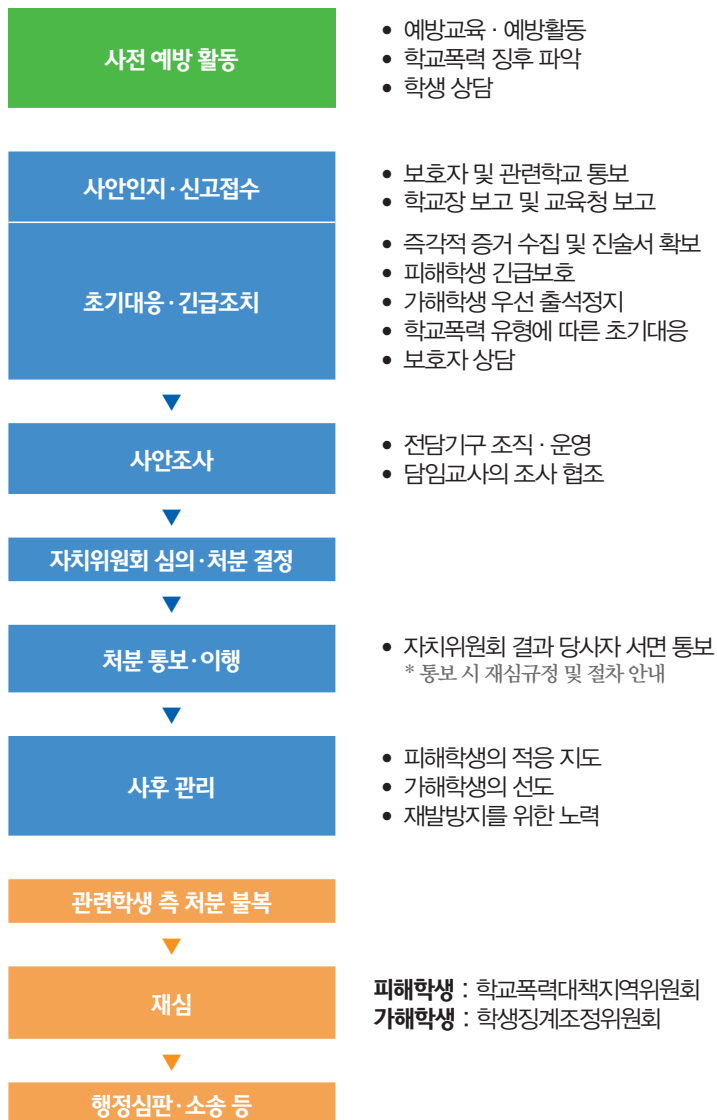 사전 예방 활동
• 예방교육 · 예방활동
• 학교폭력 징후 파악
• 학생 상담
사안인지·신고접수
• 보호자 및 관련학교 통보
• 학교장 보고 및 교육청 보고
초기대응·긴급조치
• 즉각적 증거 수집 및 진술서 확보
• 피해학생 긴급보호
• 가해학생 우선 출석정지
• 학교폭력 유형에 따른 초기대응
• 보호자 상담
사안조사
• 전담기구 조직 · 운영
• 담임교사의 조사 협조
자치위원회 심의·처분 결정
처분 통보·이행
• 자치위원회 결과 당사자 서면 통보
* 통보 시 재심규정 및 절차 안내
사후 관리
• 피해학생의 적응 지도
• 가해학생의 선도
• 재발방지를 위한 노력
관련학생 측 처분 불복
재심
피해학생 : 학교폭력대책지역위원회
가해학생 : 학생징계조정위원회
행정심판·소송 등